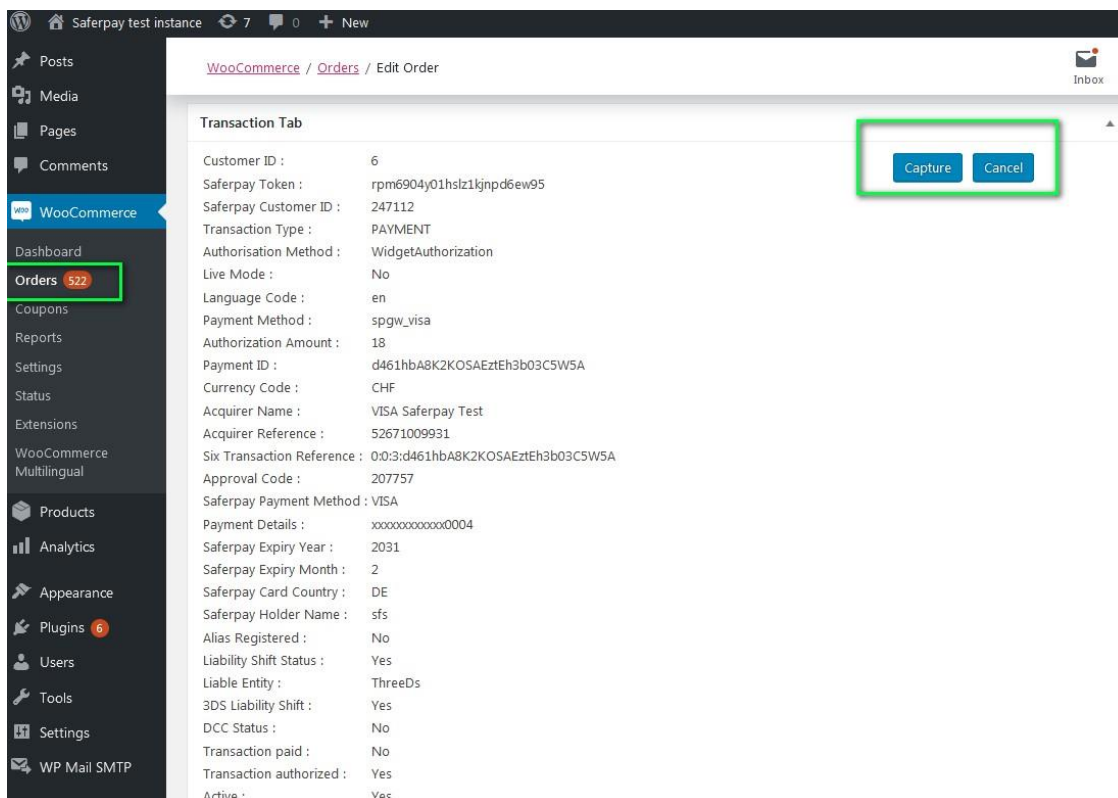 Saferpay test instance 7 0 + New
Posts
Media
Pages
Comments
WooCommerce
Dashboard
Orders 522
Coupons
Reports
Settings
Status
Extensions
WooCommerce
Multilingual
Products
Analytics
Appearance
Plugins 6
Users
Tools
Settings
WP Mail SMTP
WooCommerce / Orders / Edit Order
Inbox
Transaction Tab
Capture Cancel
Customer ID : 6
Saferpay Token : rpm6904y01hslz1kjnpd6ew95
Saferpay Customer ID : 247112
Transaction Type : PAYMENT
Authorisation Method : WidgetAuthorization
Live Mode : No
Language Code : en
Payment Method : spgw_visa
Authorization Amount : 18
Payment ID : d461hbA8K2KOSAEztEh3b03C5W5A
Currency Code : CHF
Acquirer Name : VISA Saferpay Test
Acquirer Reference : 52671009931
Six Transaction Reference : 0:0:3:d461hbA8K2KOSAEztEh3b03C5W5A
Approval Code : 207757
Saferpay Payment Method : VISA
Payment Details : xxxxxxxxxxxx0004
Saferpay Expiry Year : 2031
Saferpay Expiry Month : 2
Saferpay Card Country : DE
Saferpay Holder Name : sfs
Alias Registered : No
Liability Shift Status : Yes
Liable Entity : ThreeDs
3DS Liability Shift : Yes
DCC Status : No
Transaction paid : No
Transaction authorized : Yes
Active : Yes